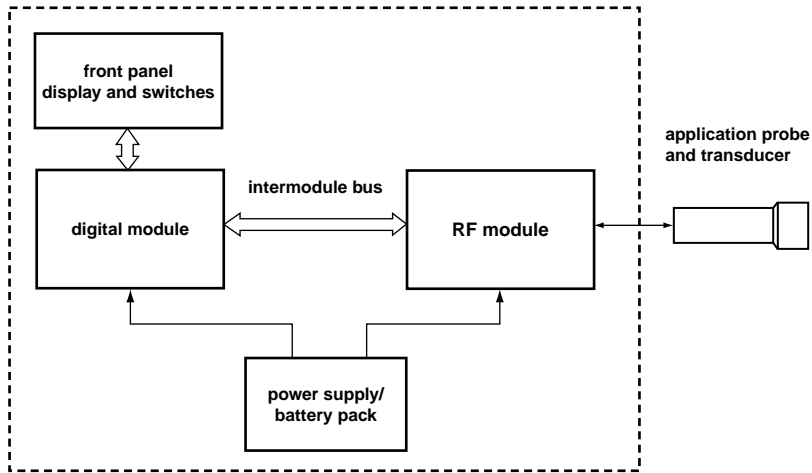 front panel
display and switches
application probe
and transducer
intermodule bus
digital module
RF module
power supply/
battery pack